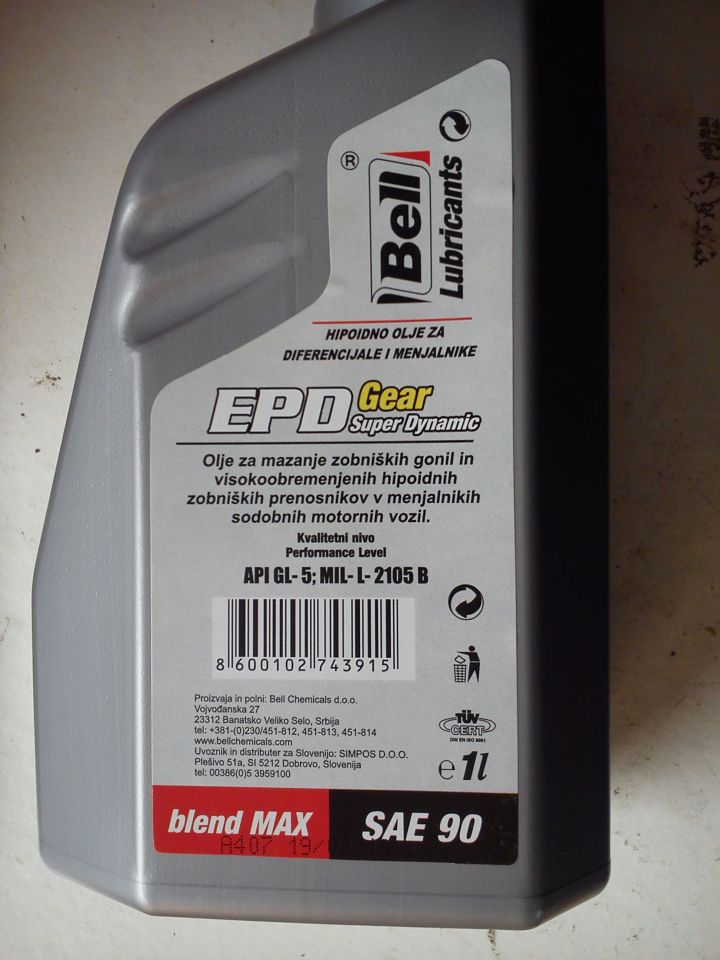 ®
Bell
Lubricants
HIPOIDNO OLJE ZA
DIFERENCIJALE I MENJALNIKE
EPD Gear
Super Dynamic
Olje za mazanje zobniških gonil in
visokoobremenjenih hipoidnih
zobniških prenosnikov v menjalnikih
sodobnih motornih vozil.
Kvalitetni nivo
Performance Level
API GL- 5; MIL- L- 2105 B
8 600102 743915
Proizvaja in polni: Bell Chemicals d.o.o.
Vojvođanska 27
23312 Banatsko Veliko Selo, Srbija
tel: +381-(0)230/451-812, 451-813, 451-814
www.bellchemicals.com
Uvoznik in distributer za Slovenijo: SIMPOS D.O.O.
Plešivo 51a, SI 5212 Dobrovo, Slovenija
tel: 00386(0)5 3959100
TÜV
CERT
DIN EN ISO 9001
e 1l
blend MAX
SAE 90
A407 19/